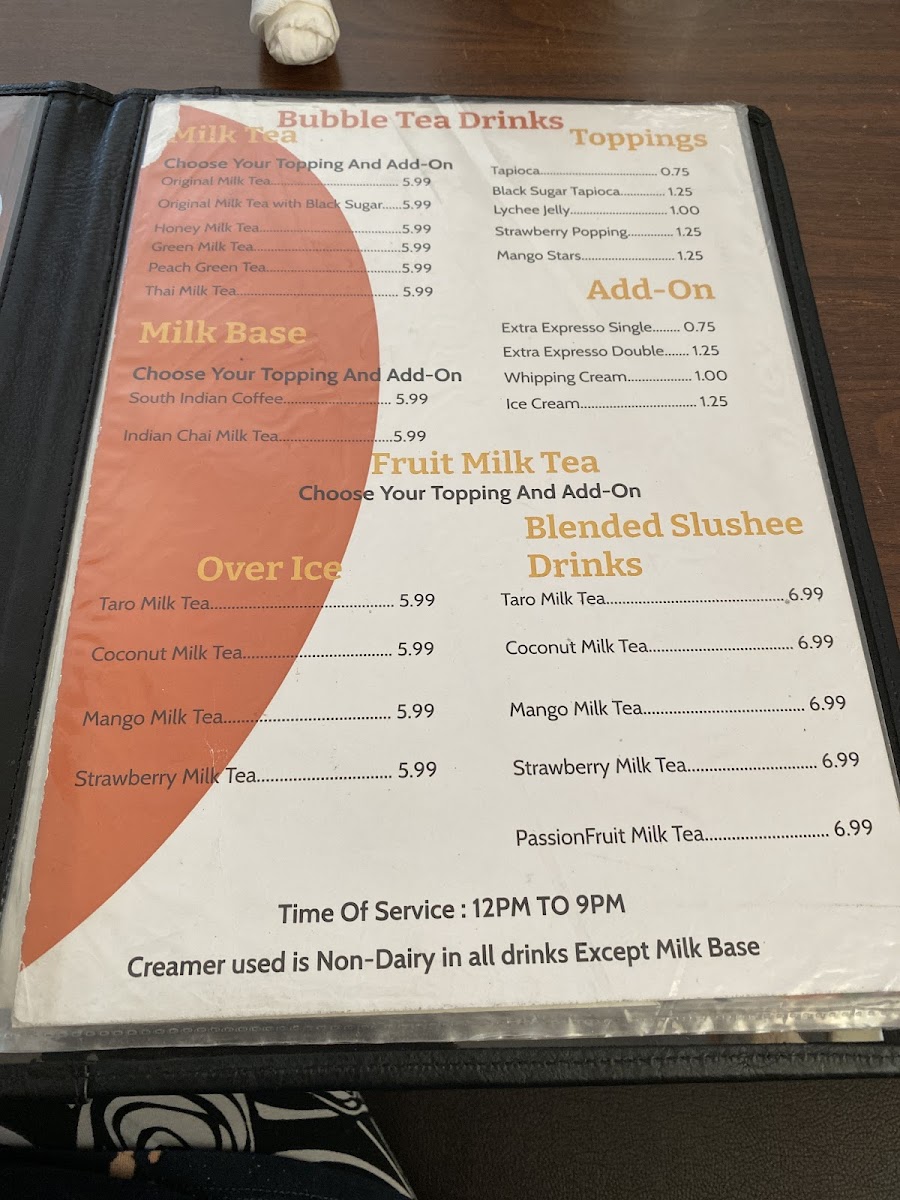 Bubble Tea Drinks
Milk Tea
Choose Your Topping And Add-On
Original Milk Tea........................................ 5.99
Original Milk Tea with Black Sugar......5.99
Honey Milk Tea............................................5.99
Green Milk Tea.............................................5.99
Peach Green Tea..........................................5.99
Thai Milk Tea................................................ 5.99
Toppings
Tapioca................................... 0.75
Black Sugar Tapioca............. 1.25
Lychee Jelly............................. 1.00
Strawberry Popping.............. 1.25
Mango Stars............................ 1.25
Add-On
Extra Expresso Single........ 0.75
Extra Expresso Double....... 1.25
Whipping Cream................... 1.00
Ice Cream.................................. 1.25
Milk Base
Choose Your Topping And Add-On
South Indian Coffee............................ 5.99
Indian Chai Milk Tea.............................5.99
Fruit Milk Tea
Choose Your Topping And Add-On
Over Ice
Taro Milk Tea........................................ 5.99
Coconut Milk Tea................................. 5.99
Mango Milk Tea..................................... 5.99
Strawberry Milk Tea............................. 5.99
Blended Slushee
Drinks
Taro Milk Tea........................................ 6.99
Coconut Milk Tea................................ 6.99
Mango Milk Tea................................... 6.99
Strawberry Milk Tea............................ 6.99
PassionFruit Milk Tea........................... 6.99
Time Of Service : 12PM TO 9PM
Creamer used is Non-Dairy in all drinks Except Milk Base